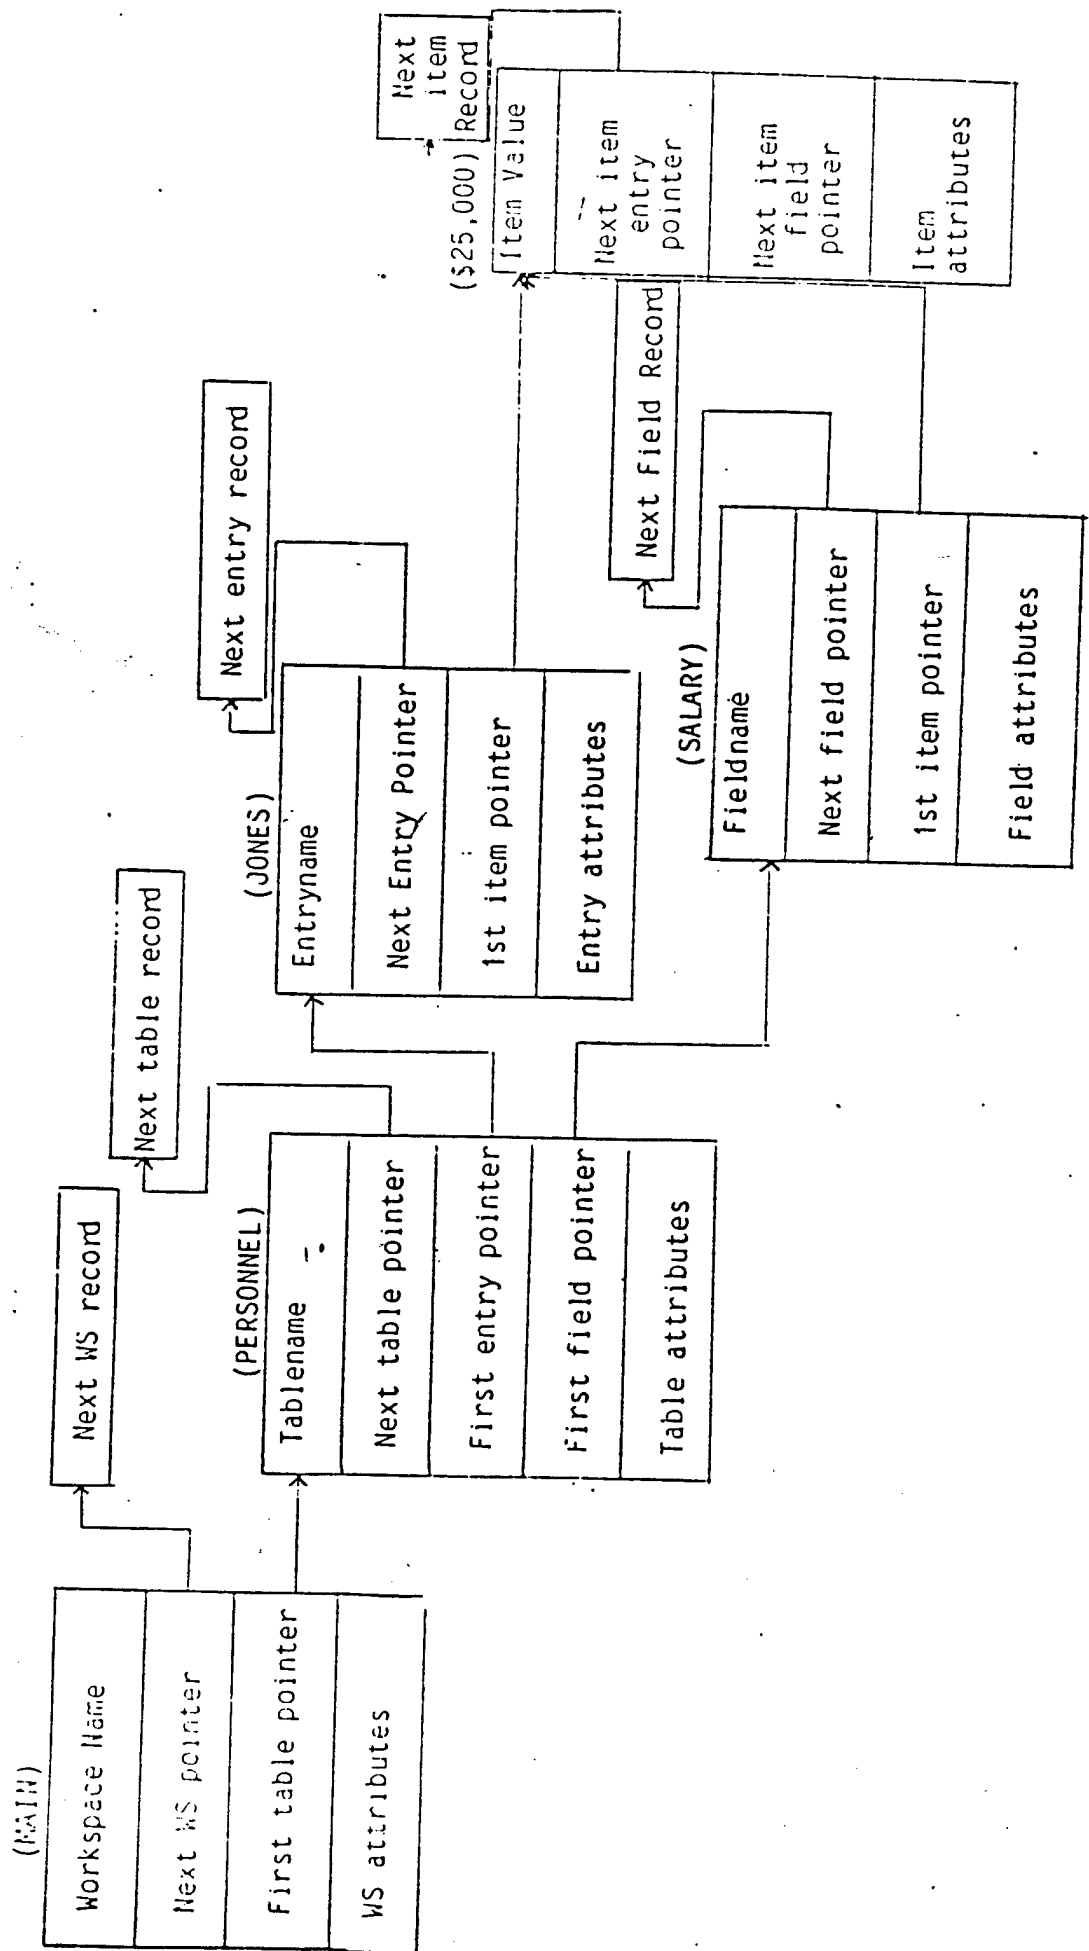 (MAIN)
Workspace Name
Next WS pointer
First table pointer
WS attributes
Next WS record
(PERSONNEL)
Tablename
Next table pointer
First entry pointer
First field pointer
Table attributes
Next table record
(JONES)
Entryname
Next Entry Pointer
1st item pointer
Entry attributes
Next entry record
(SALARY)
Fieldname
Next field pointer
1st item pointer
Field attributes
Next Field Record
($25,000)
Item Value
Next item
entry
pointer
Next item
field
pointer
Item
attributes
Next
item
Record